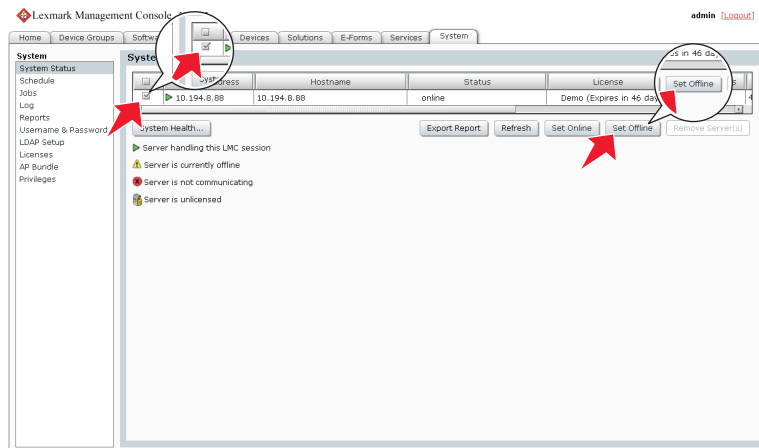 Lexmark Management Console
admin [Logout]
Home Device Groups Softwa Devices Solutions E-Forms Services System
System
System Status
Schedule
Jobs
Log
Reports
Username & Password
LDAP Setup
Licenses
AP Bundle
Privileges
Syste
Hostname Status License
10.194.8.88 10.194.8.88 online Demo (Expires in 46 day
System Health... Export Report Refresh Set Online Set Offline Remove Server(s)
Server handling this LMC session
Server is currently offline
Server is not communicating
Server is unlicensed
Set Offline